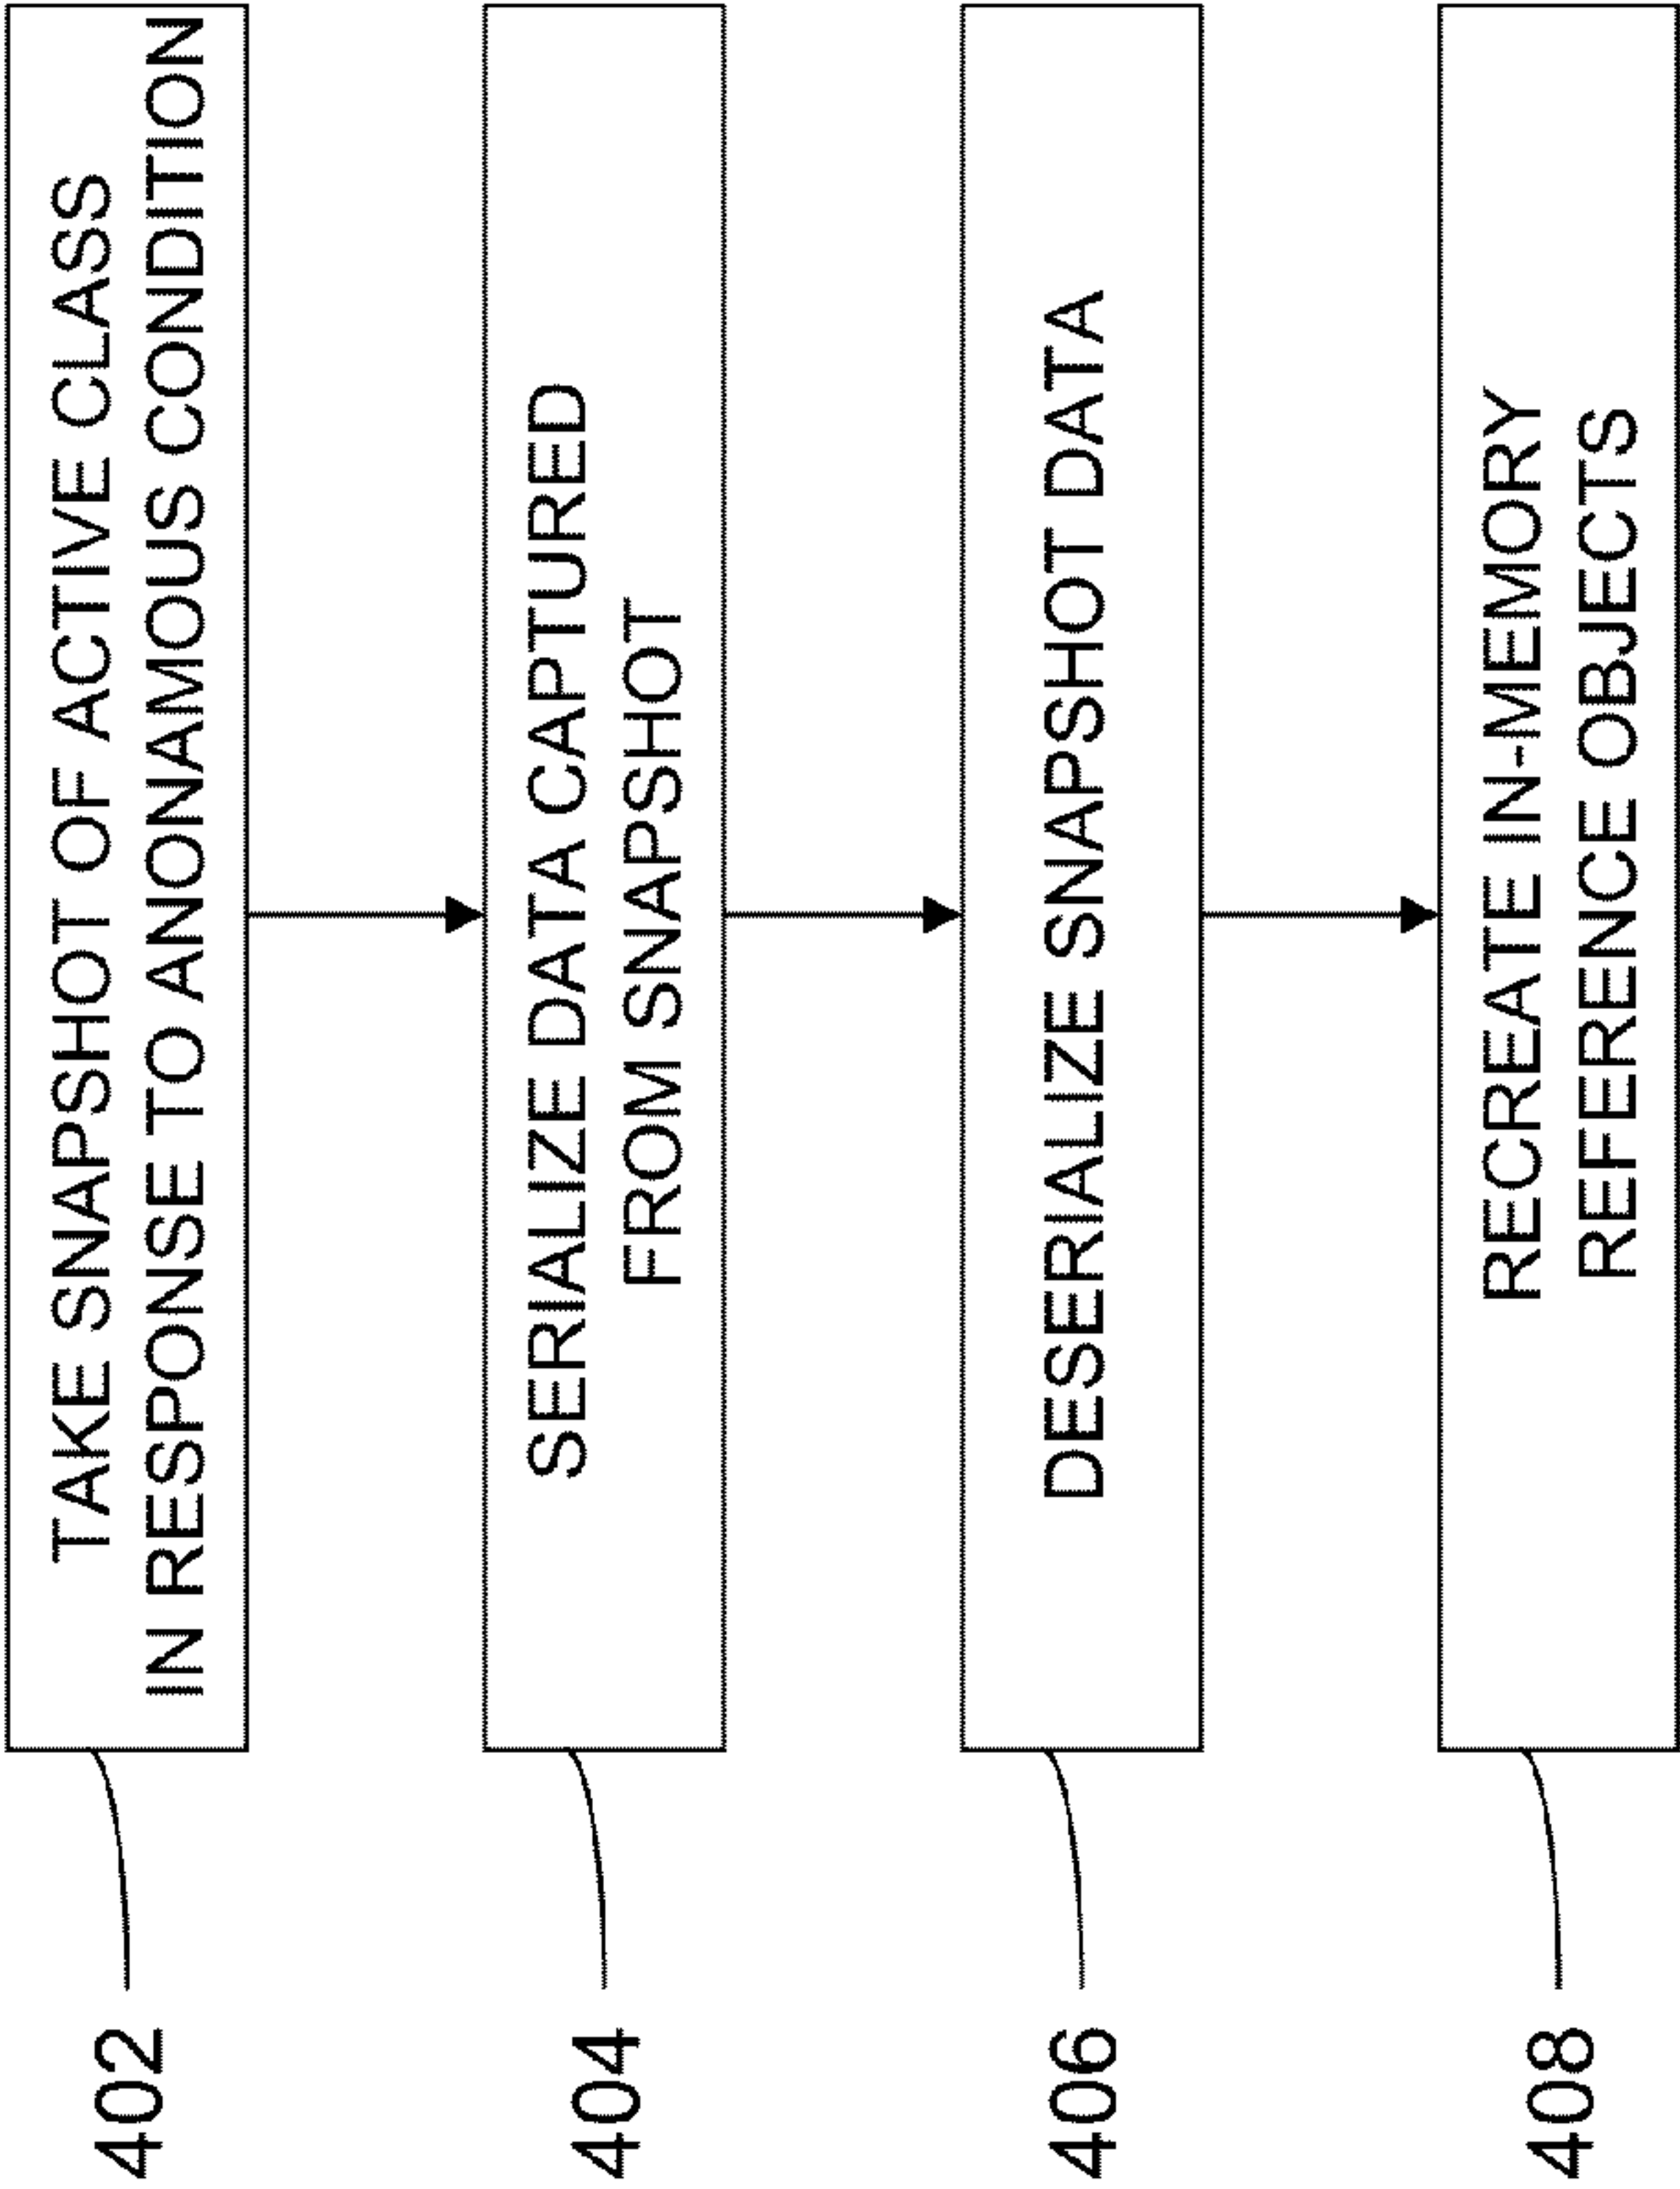 402
TAKE SNAPSHOT OF ACTIVE CLASS
IN RESPONSE TO ANONAMOUS CONDITION
404
SERIALIZE DATA CAPTURED
FROM SNAPSHOT
406
DESERIALIZE SNAPSHOT DATA
408
RECREATE IN-MEMORY
REFERENCE OBJECTS